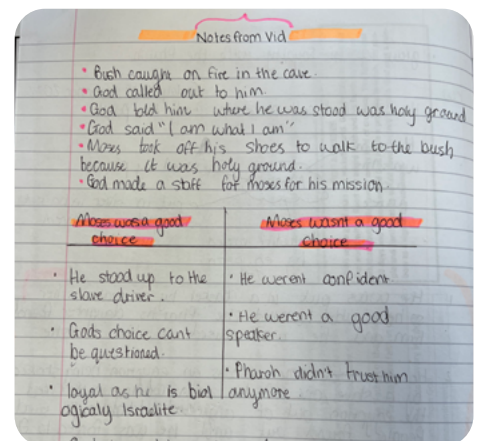 Notes from Vid
• Bush caught on fire in the cave.
• God called out to him.
• God told him where he was stood was holy ground
• God said "I am what I am"
• Moses took off his shoes to walk to the bush
because it was holy ground.
• God made a staff for moses for his mission.
Moses was a good
choice
• He stood up to the
slave driver.
• Gods choice cant
be questioned.
• loyal as he is biol
ogicaly Israelite.
Moses wasnt a good
choice
• He werent confident.
• He werent a good
speaker.
• Pharoh didn't trust him
anymore